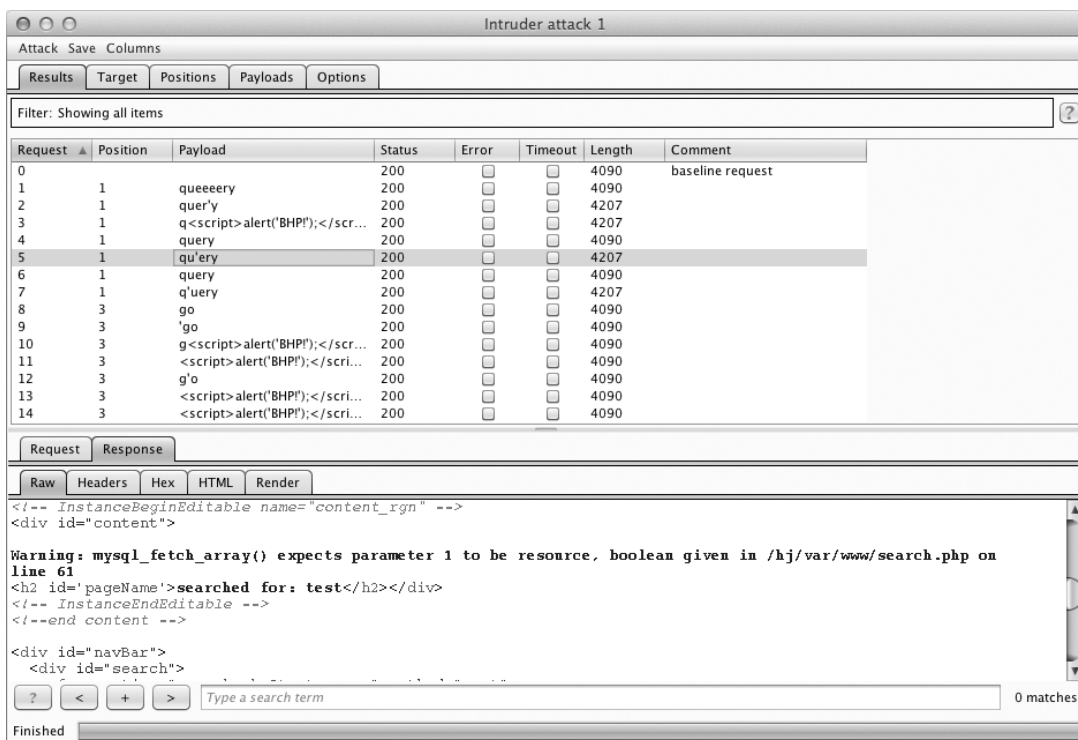 Intruder attack 1
Attack Save Columns
Results Target Positions Payloads Options
Filter: Showing all items ?
Request Position Payload Status Error Timeout Length Comment
0 200 4090 baseline request
1 1 queeeery 200 4090
2 1 quer'y 200 4207
3 1 q<script>alert('BHP!');</scr... 200 4207
4 1 query 200 4090
5 1 qu'ery 200 4207
6 1 query 200 4090
7 1 q'uery 200 4207
8 3 go 200 4090
9 3 'go 200 4090
10 3 g<script>alert('BHP!');</scri... 200 4090
11 3 <script>alert('BHP!');</scri... 200 4090
12 3 g'o 200 4090
13 3 <script>alert('BHP!');</scri... 200 4090
14 3 <script>alert('BHP!');</scri... 200 4090
Request Response
Raw Headers Hex HTML Render
<!-- InstanceBeginEditable name="content_rgn" -->
<div id="content">
Warning: mysql_fetch_array() expects parameter 1 to be resource, boolean given in /hj/var/www/search.php on
line 61
<h2 id='pageName'>searched for: test</h2></div>
<!-- InstanceEndEditable -->
<!--end content -->
<div id="navBar">
<div id="search">
? < + > Type a search term 0 matches
Finished